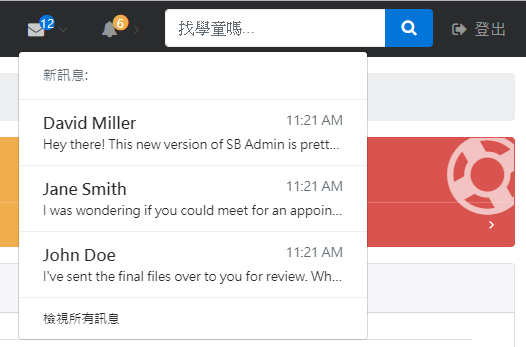 12
6
找學童嗎...
登出
新訊息:
David Miller 11:21 AM
Hey there! This new version of SB Admin is prett...
Jane Smith 11:21 AM
I was wondering if you could meet for an appoin...
John Doe 11:21 AM
I've sent the final files over to you for review. Wh...
檢視所有訊息